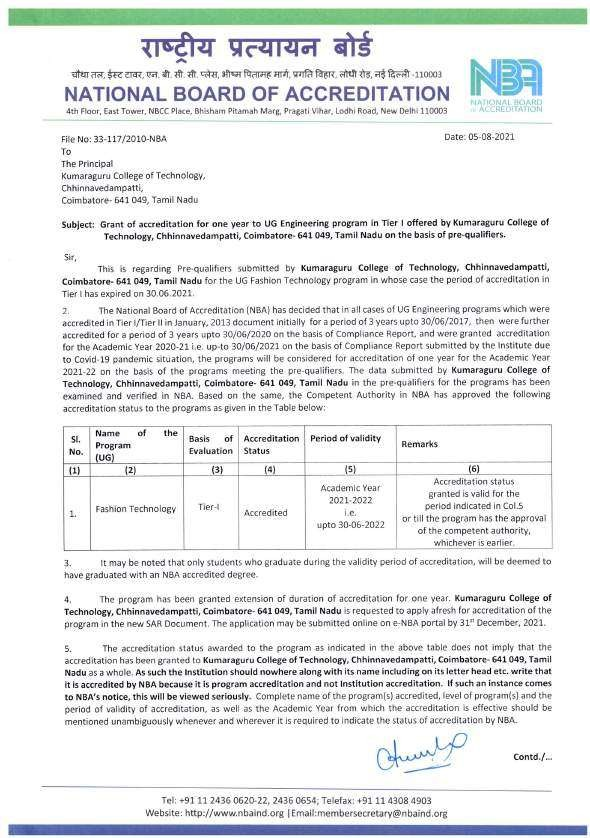 राष्ट्रीय प्रत्यायन बोर्ड
चौथा तल, ईस्ट टावर, एन. बी. सी. सी. प्लेस, भीष्म पितामह मार्ग, प्रगति विहार, लोधी रोड़, नई दिल्ली -110003
NATIONAL BOARD OF ACCREDITATION
4th Floor, East Tower, NBCC Place, Bhisham Pitamah Marg, Pragati Vihar, Lodhi Road, New Delhi 110003
NBA
NATIONAL BOARD
OF ACCREDITATION
File No: 33-117/2010-NBA
Date: 05-08-2021
To
The Principal
Kumaraguru College of Technology,
Chhinnavedampatti,
Coimbatore- 641 049, Tamil Nadu
Subject: Grant of accreditation for one year to UG Engineering program in Tier I offered by Kumaraguru College of
Technology, Chhinnavedampatti, Coimbatore- 641 049, Tamil Nadu on the basis of pre-qualifiers.
Sir,
This is regarding Pre-qualifiers submitted by Kumaraguru College of Technology, Chhinnavedampatti,
Coimbatore- 641 049, Tamil Nadu for the UG Fashion Technology program in whose case the period of accreditation in
Tier I has expired on 30.06.2021.
2. The National Board of Accreditation (NBA) has decided that in all cases of UG Engineering programs which were
accredited in Tier I/Tier II in January, 2013 document initially for a period of 3 years upto 30/06/2017, then were further
accredited for a period of 3 years upto 30/06/2020 on the basis of Compliance Report, and were granted accreditation
for the Academic Year 2020-21 i.e. up-to 30/06/2021 on the basis of Compliance Report submitted by the Institute due
to Covid-19 pandemic situation, the programs will be considered for accreditation of one year for the Academic Year
2021-22 on the basis of the programs meeting the pre-qualifiers. The data submitted by Kumaraguru College of
Technology, Chhinnavedampatti, Coimbatore- 641 049, Tamil Nadu in the pre-qualifiers for the programs has been
examined and verified in NBA. Based on the same, the Competent Authority in NBA has approved the following
accreditation status to the programs as given in the Table below:
Sl. No. Name of the Program (UG) Basis of Evaluation Accreditation Status Period of validity Remarks
(1) (2) (3) (4) (5) (6)
1. Fashion Technology Tier-I Accredited
Academic Year
2021-2022
i.e.
upto 30-06-2022
Accreditation status
granted is valid for the
period indicated in Col.5
or till the program has the approval
of the competent authority,
whichever is earlier.
3. It may be noted that only students who graduate during the validity period of accreditation, will be deemed to
have graduated with an NBA accredited degree.
4. The program has been granted extension of duration of accreditation for one year. Kumaraguru College of
Technology, Chhinnavedampatti, Coimbatore- 641 049, Tamil Nadu is requested to apply afresh for accreditation of the
program in the new SAR Document. The application may be submitted online on e-NBA portal by 31st December, 2021.
5. The accreditation status awarded to the program as indicated in the above table does not imply that the
accreditation has been granted to Kumaraguru College of Technology, Chhinnavedampatti, Coimbatore- 641 049, Tamil
Nadu as a whole. As such the Institution should nowhere along with its name including on its letter head etc. write that
it is accredited by NBA because it is program accreditation and not Institution accreditation. If such an instance comes
to NBA's notice, this will be viewed seriously. Complete name of the program(s) accredited, level of program(s) and the
period of validity of accreditation, as well as the Academic Year from which the accreditation is effective should be
mentioned unambiguously whenever and wherever it is required to indicate the status of accreditation by NBA.
Contd./...
Tel: +91 11 2436 0620-22, 2436 0654; Telefax: +91 11 4308 4903
Website: http://www.nbaind.org |Email:membersecretary@nbaind.org